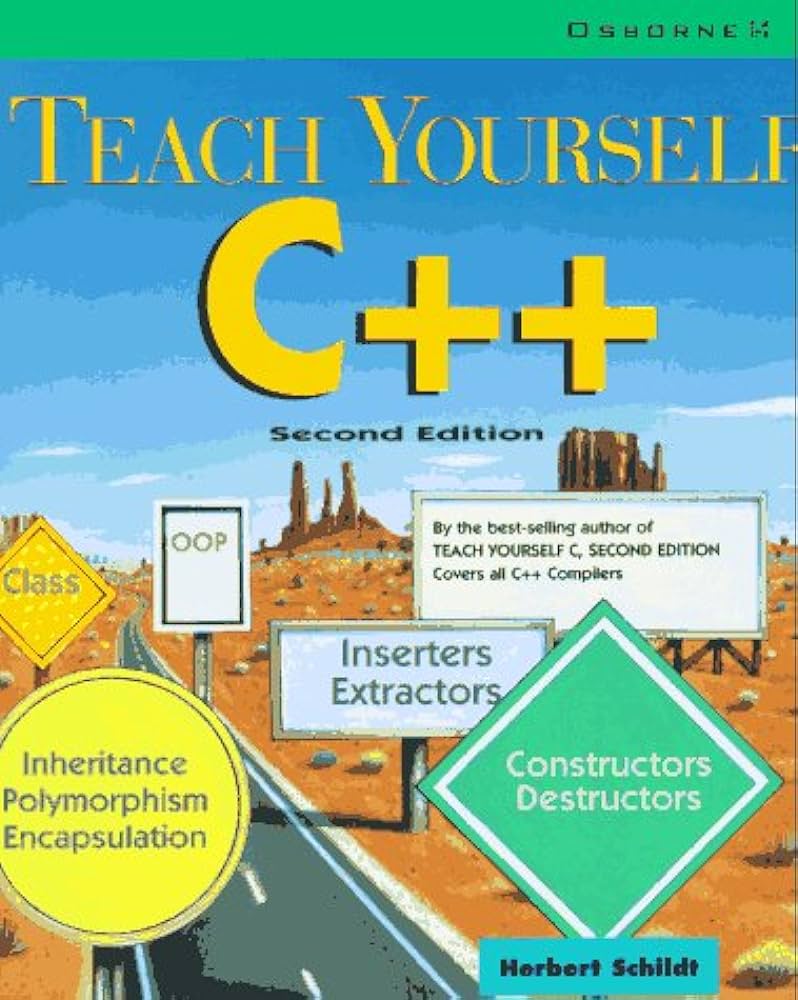 OSBORNE
TEACH YOURSELF
C++
Second Edition
By the best-selling author of
TEACH YOURSELF C, SECOND EDITION
Covers all C++ Compilers
OOP
Class
Inserters
Extractors
Inheritance
Polymorphism
Encapsulation
Constructors
Destructors
Herbert Schildt